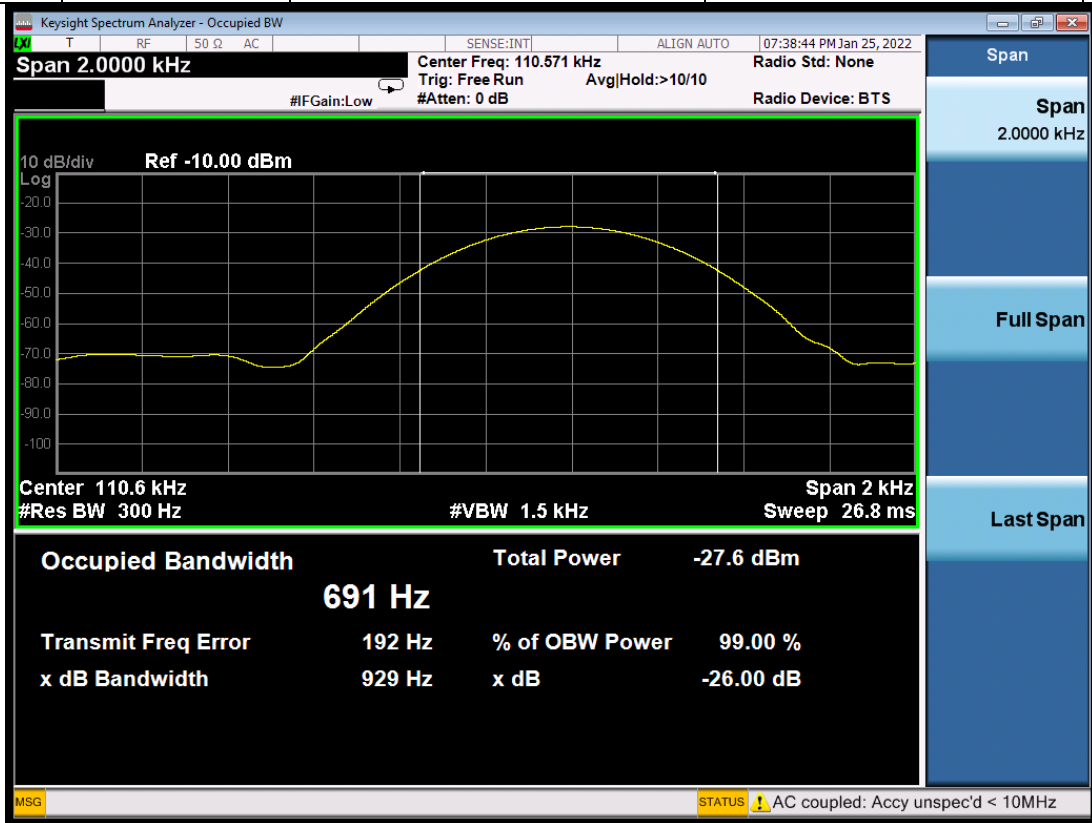 Keysight Spectrum Analyzer - Occupied BW
LXI T RF 50 Ω AC SENSE:INT ALIGN AUTO 07:38:44 PM Jan 25, 2022
Span 2.0000 kHz
Center Freq: 110.571 kHz
Radio Std: None
Trig: Free Run Avg|Hold:>10/10
#IFGain:Low
#Atten: 0 dB
Radio Device: BTS
10 dB/div Ref -10.00 dBm
Log
-20.0
-30.0
-40.0
-50.0
-60.0
-70.0
-80.0
-90.0
-100
Center 110.6 kHz Span 2 kHz
#Res BW 300 Hz #VBW 1.5 kHz Sweep 26.8 ms
Occupied Bandwidth Total Power -27.6 dBm
691 Hz
Transmit Freq Error 192 Hz % of OBW Power 99.00 %
x dB Bandwidth 929 Hz x dB -26.00 dB
Span
Span
2.0000 kHz
Full Span
Last Span
MSG STATUS AC coupled: Accy unspec'd < 10MHz